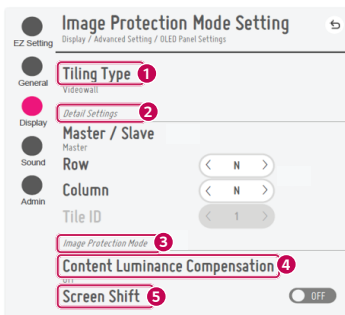 Image Protection Mode Setting
Display / Advanced Setting / OLED Panel Settings
EZ Setting
General
Display
Sound
Admin
Tiling Type 1
Videowall
Detail Settings 2
Master / Slave
Master
Row < N >
Column < N >
Tile ID < 1 >
Image Protection Mode 3
Content Luminance Compensation 4
Off
Screen Shift 5 OFF